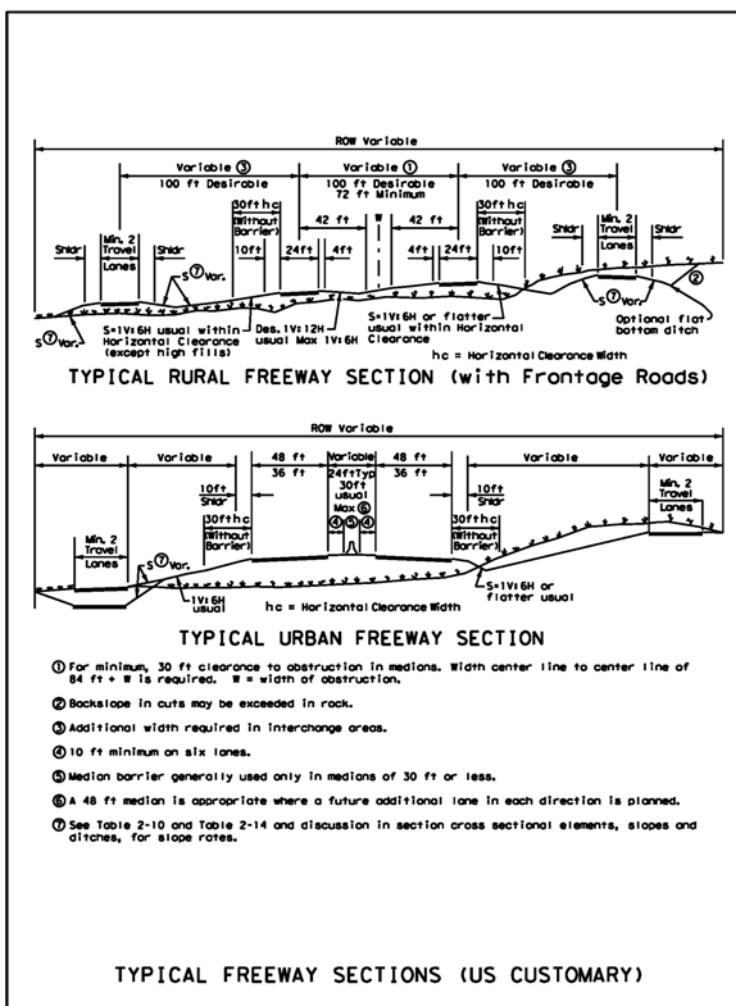 ROW Variable
Variable ③ Variable ① Variable ③
100 ft Desirable 100 ft Desirable 100 ft Desirable
72 ft Minimum
30ft hc 30ft hc
(Without Barrier) 42 ft W 42 ft (Without Barrier)
Shldr Min. 2 Travel Lanes Shldr 10ft 24ft 4ft 4ft 24ft 10ft Shldr Min. 2 Travel Lanes Shldr
S⑦Var. S⑦Var. S⑦Var. ②
S=1V:6H usual within Horizontal Clearance (except high fills)
Des. 1V:12H usual Max 1V:6H
S=1V:6H or flatter usual within Horizontal Clearance
Optional flat bottom ditch
hc = Horizontal Clearance Width
TYPICAL RURAL FREEWAY SECTION (with Frontage Roads)
ROW Variable
Variable Variable 48 ft Variable 48 ft Variable Variable
36 ft 24ftTyp 36 ft
30ft usual Max ⑥
10ft Shldr 10ft Shldr
30ft hc (Without Barrier) ④ ⑤ ④ 30ft hc (Without Barrier)
Min. 2 Travel Lanes Min. 2 Travel Lanes
S⑦Var.
1V:6H usual
S=1V:6H or flatter usual
hc = Horizontal Clearance Width
TYPICAL URBAN FREEWAY SECTION
① For minimum, 30 ft clearance to obstruction in medians. Width center line to center line of
84 ft + W is required. W = width of obstruction.
② Backslope in cuts may be exceeded in rock.
③ Additional width required in interchange areas.
④ 10 ft minimum on six lanes.
⑤ Median barrier generally used only in medians of 30 ft or less.
⑥ A 48 ft median is appropriate where a future additional lane in each direction is planned.
⑦ See Table 2-10 and Table 2-14 and discussion in section cross sectional elements, slopes and
ditches, for slope rates.
TYPICAL FREEWAY SECTIONS (US CUSTOMARY)